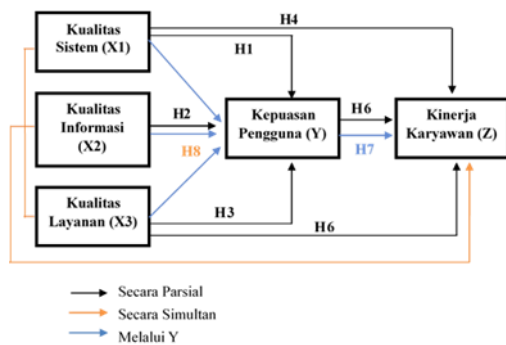 H4
Kualitas
Sistem (X1)
H1
Kualitas
Informasi
(X2)
H2
H8
Kepuasan
Pengguna (Y)
H6
H7
Kinerja
Karyawan (Z)
Kualitas
Layanan (X3)
H3
H6
Secara Parsial
Secara Simultan
Melalui Y